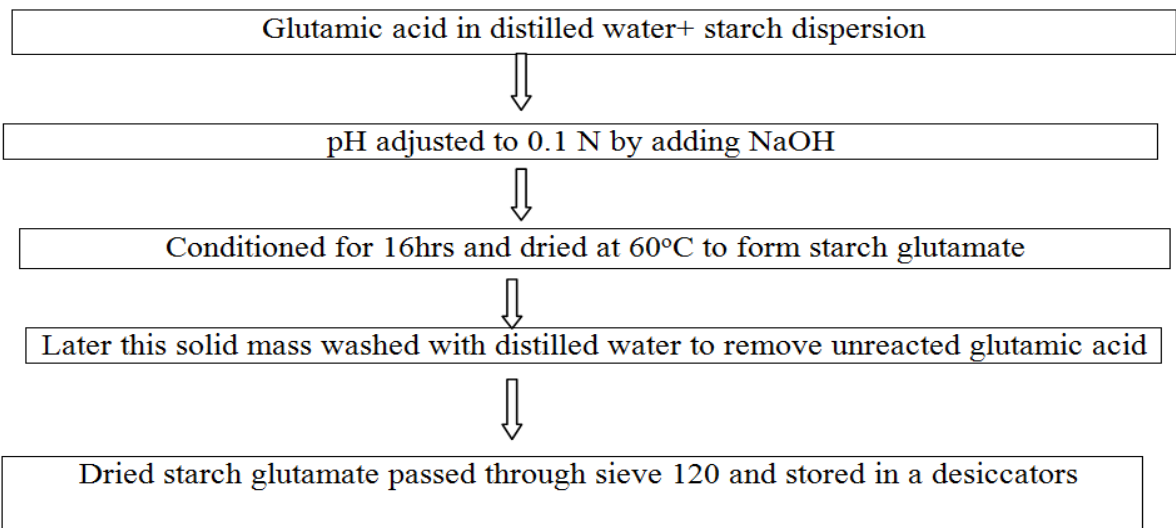 Glutamic acid in distilled water+ starch dispersion
pH adjusted to 0.1 N by adding NaOH
Conditioned for 16hrs and dried at 60°C to form starch glutamate
Later this solid mass washed with distilled water to remove unreacted glutamic acid
Dried starch glutamate passed through sieve 120 and stored in a desiccators